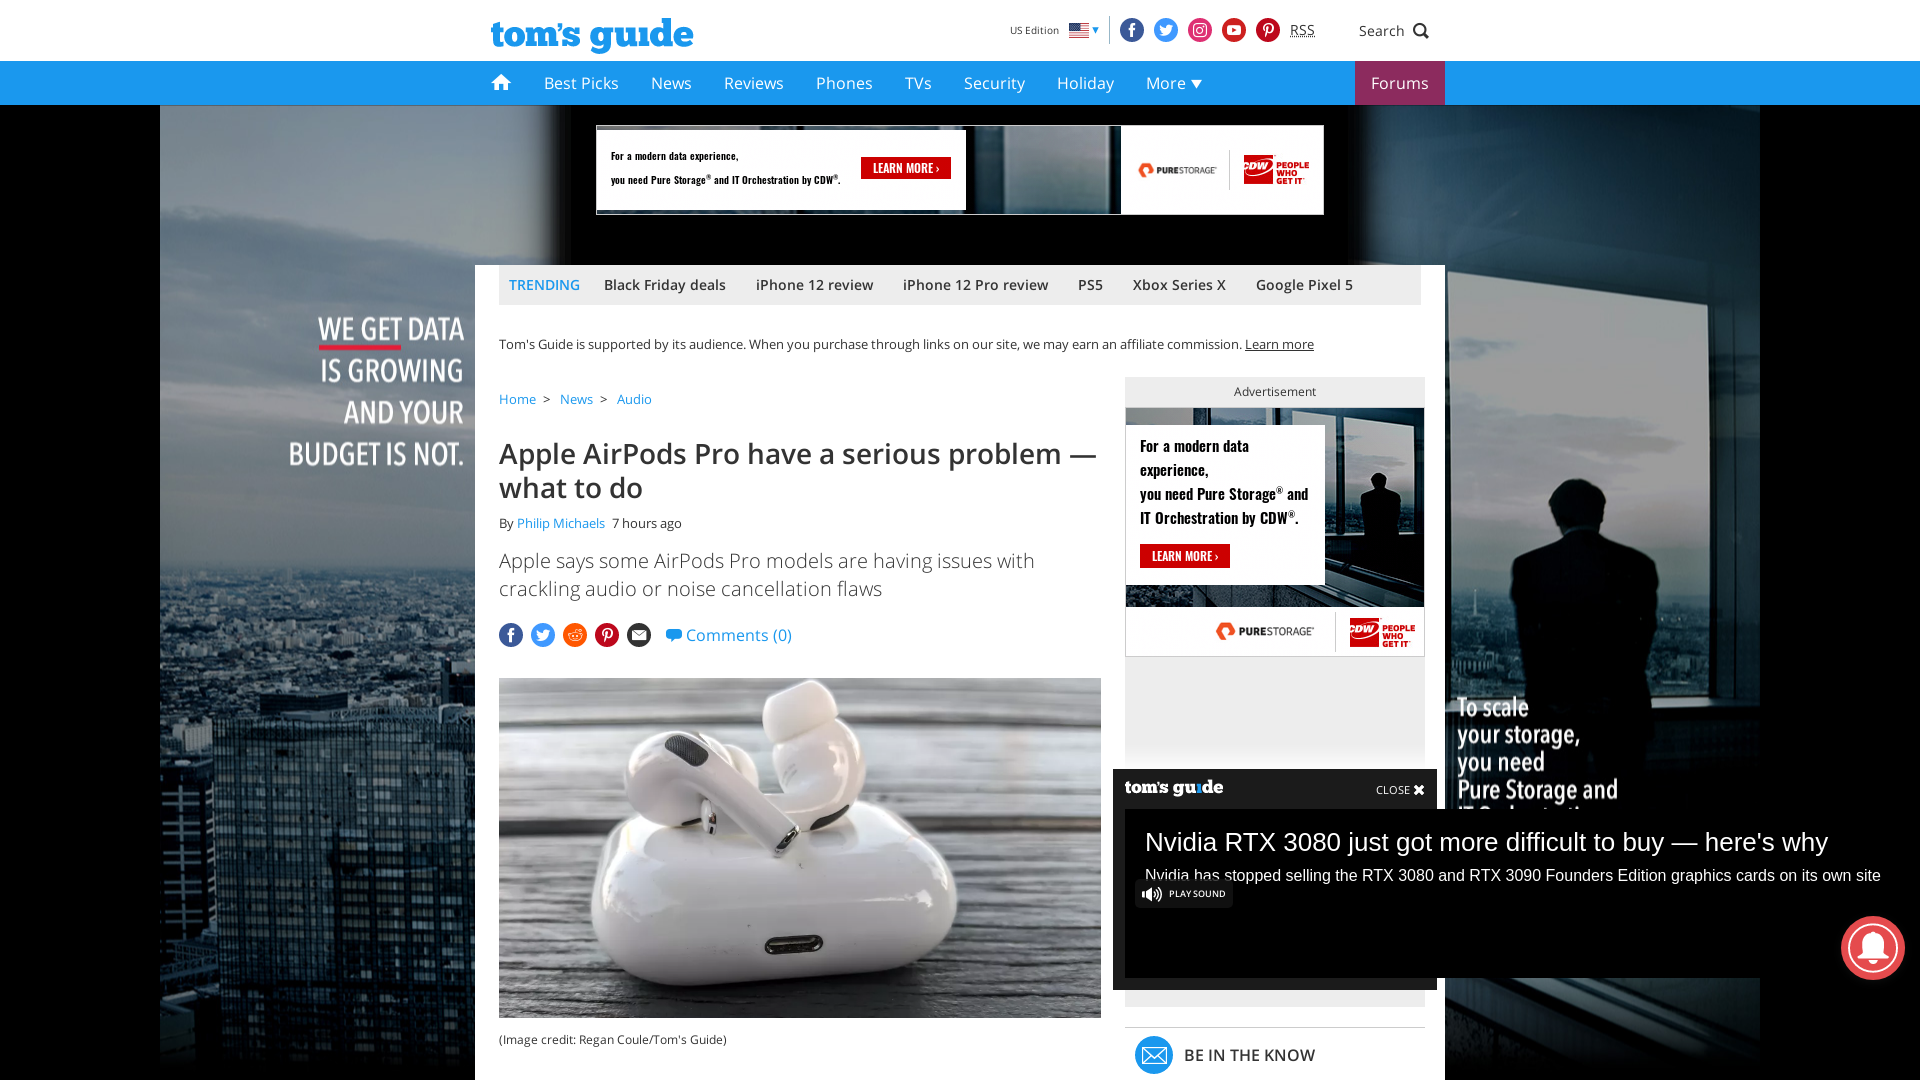 tom's guide
US Edition
RSS
Search
Best Picks
News
Reviews
Phones
TVs
Security
Holiday
More
Forums
For a modern data experience,
you need Pure Storage® and IT Orchestration by CDW®.
LEARN MORE ›
PURESTORAGE
CDW PEOPLE
WHO
GET IT
TRENDING
Black Friday deals
iPhone 12 review
iPhone 12 Pro review
PS5
Xbox Series X
Google Pixel 5
WE GET DATA
IS GROWING
AND YOUR
BUDGET IS NOT.
Tom's Guide is supported by its audience. When you purchase through links on our site, we may earn an affiliate commission. Learn more
Home > News > Audio
Apple AirPods Pro have a serious problem —
what to do
By Philip Michaels 7 hours ago
Apple says some AirPods Pro models are having issues with
crackling audio or noise cancellation flaws
Comments (0)
(Image credit: Regan Coule/Tom's Guide)
Advertisement
For a modern data
experience,
you need Pure Storage® and
IT Orchestration by CDW®.
LEARN MORE ›
PURESTORAGE
CDW PEOPLE
WHO
GET IT
To scale
your storage,
you need
Pure Storage and
tom's guide
CLOSE
Nvidia RTX 3080 just got more difficult to buy — here's why
Nvidia has stopped selling the RTX 3080 and RTX 3090 Founders Edition graphics cards on its own site
PLAY SOUND
BE IN THE KNOW